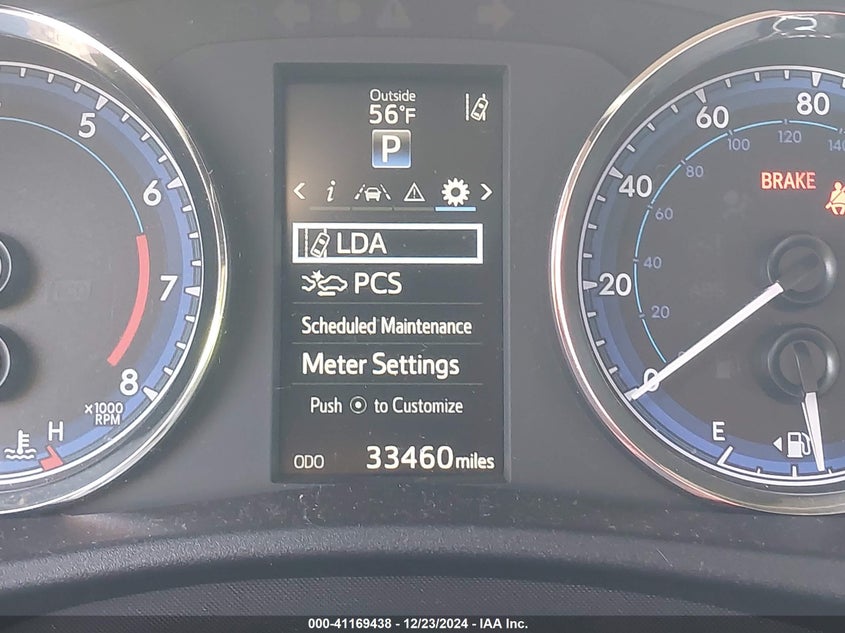 Outside
56°F
P
i
LDA
PCS
Scheduled Maintenance
Meter Settings
Push to Customize
ODO 33460 miles
5
6
7
8
x1000
RPM
H
0
20
40
60
80
20
40
60
80
100
120
BRAKE
E
000-41169438 - 12/23/2024 - IAA Inc.